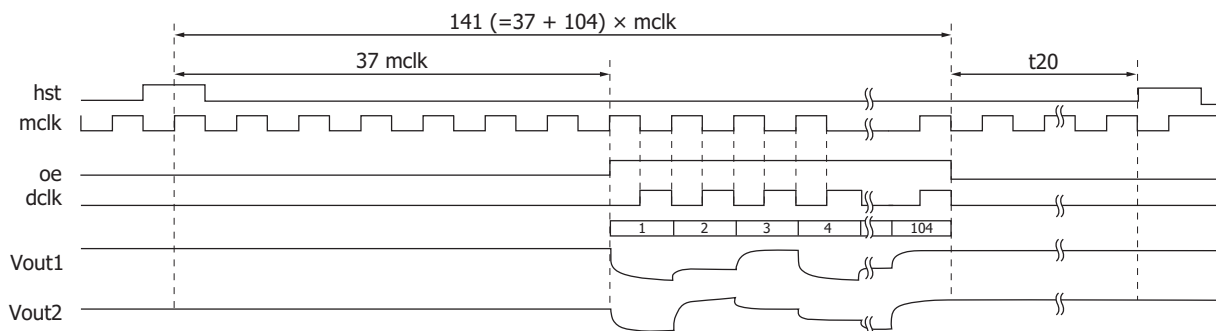 141 (=37 + 104) × mclk
37 mclk
t20
hst
mclk
oe
dclk
1 2 3 4 104
Vout1
Vout2